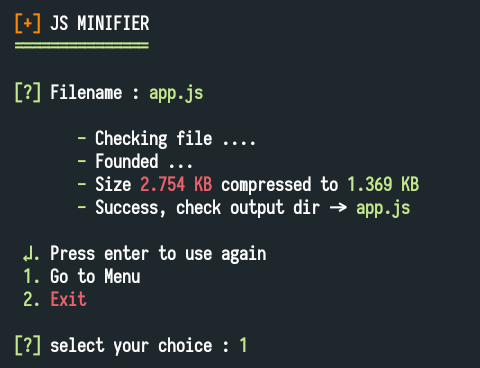 [+] JS MINIFIER
===============
[?] Filename : app.js
- Checking file ....
- Founded ...
- Size 2.754 KB compressed to 1.369 KB
- Success, check output dir → app.js
↲. Press enter to use again
1. Go to Menu
2. Exit
[?] select your choice : 1